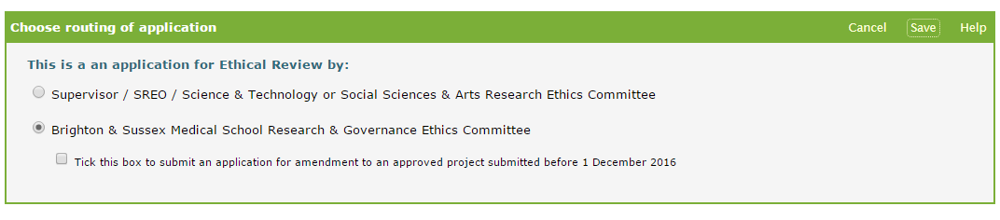 Choose routing of application
Cancel Save Help
This is a an application for Ethical Review by:
Supervisor / SREO / Science & Technology or Social Sciences & Arts Research Ethics Committee
Brighton & Sussex Medical School Research & Governance Ethics Committee
Tick this box to submit an application for amendment to an approved project submitted before 1 December 2016